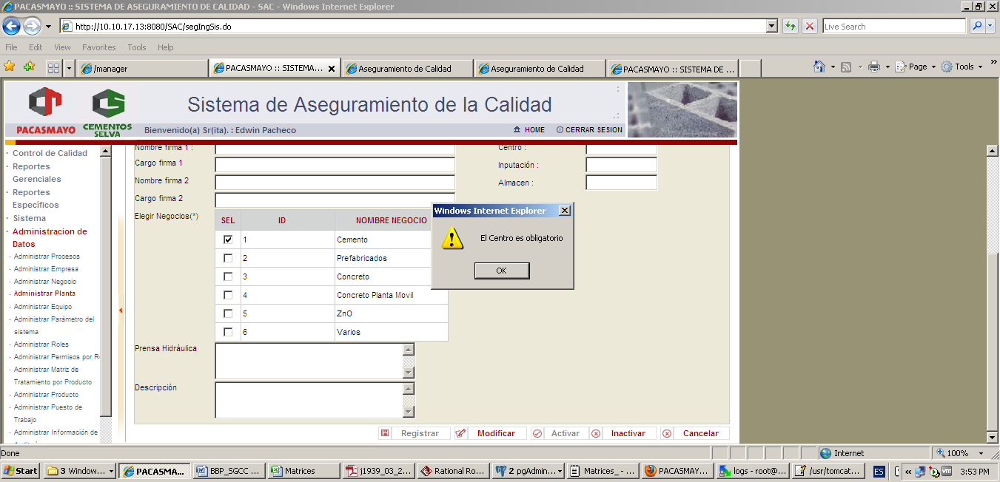 PACASMAYO :: SISTEMA DE ASEGURAMIENTO DE CALIDAD - SAC - Windows Internet Explorer
http://10.10.17.13:8080/SAC/segIngSis.do
Live Search
File Edit View Favorites Tools Help
/manager
PACASMAYO :: SISTEMA...
Aseguramiento de Calidad
Aseguramiento de Calidad
PACASMAYO :: SISTEMA DE ...
Page
Tools
»
PACASMAYO
CEMENTOS SELVA
Sistema de Aseguramiento de la Calidad
Bienvenido(a) Sr(ita). : Edwin Pacheco
HOME
CERRAR SESION
· Control de Calidad
· Reportes
Gerenciales
· Reportes
Específicos
· Sistema
· Administracion de
Datos
· Administrar Procesos
· Administrar Empresa
· Administrar Negocio
· Administrar Planta
· Administrar Equipo
· Administrar Parámetro del
sistema
· Administrar Roles
· Administrar Permisos por R
· Administrar Matriz de
Tratamiento por Producto
· Administrar Producto
· Administrar Puesto de
Trabajo
· Administrar Información de
Nombre firma 1 :
Cargo firma 1
Nombre firma 2
Cargo firma 2
Centro :
Inputación :
Almacen :
Elegir Negocios(*)
SEL ID NOMBRE NEGOCIO
1 Cemento
2 Prefabricados
3 Concreto
4 Concreto Planta Movil
5 ZnO
6 Varios
Windows Internet Explorer
El Centro es obligatorio
OK
Prensa Hidráulica
Descripción
Registrar
Modificar
Activar
Inactivar
Cancelar
Done
Internet
100%
Start
3 Window...
PACASMA...
BBP_SGCC ...
Matrices
j1939_03_2...
Rational Ro...
2 pgAdmin...
Matrices_- ...
PACASMAY...
logs - root@...
/usr/tomcat...
ES
«
3:53 PM